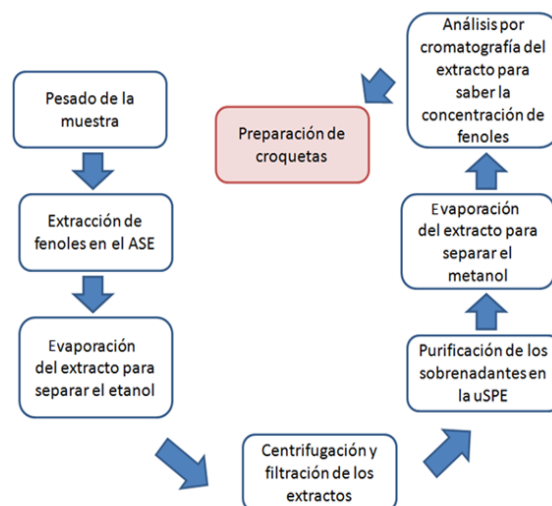 Pesado de la
muestra
Extracción de
fenoles en el ASE
Evaporación
del extracto para
separar el etanol
Centrifugación y
filtración de los
extractos
Purificación de los
sobrenadantes en
la uSPE
Evaporación
del extracto para
separar el
metanol
Análisis por
cromatografía del
extracto para
saber la
concentración de
fenoles
Preparación de
croquetas